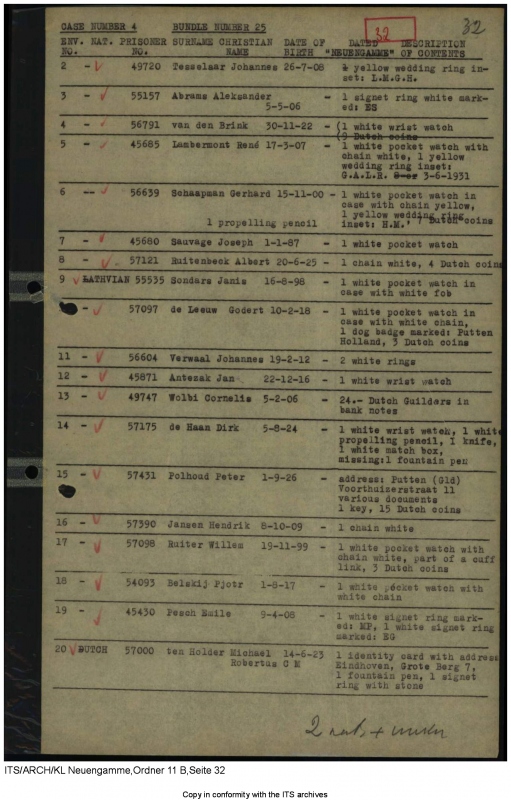 32
32
CASE NUMBER 4 BUNDLE NUMBER 25
ENV. NAT. PRISONER SURNAME CHRISTIAN DATE OF DATED DESCRIPTION
NO. NO. NAME BIRTH "NEUENGAMME" OF CONTENTS
2 - 49720 Tesselaar Johannes 26-7-08 1 yellow wedding ring in-
set: L.M.G.H.
3 - 55157 Abrams Aleksander - 1 signet ring white mark-
5-5-06 ed: ES
4 - 56791 van den Brink 30-11-22 - (1 white wrist watch
(9 Dutch coins
5 - 45685 Lambermont René 17-3-07 - 1 white pocket watch with
chain white, 1 yellow
wedding ring inset:
G.A.L.R. 3-6-1931
6 -- 56639 Schaapman Gerhard 15-11-00 - 1 white pocket watch in
case with chain yellow,
1 yellow wedding ring
1 propelling pencil inset: H.M., 7 Dutch coins
7 - 45680 Sauvage Joseph 1-1-87 - 1 white pocket watch
8 - 57121 Ruitenbeck Albert 20-6-25 - 1 chain white, 4 Dutch coins
9 LATHVIAN 55535 Sondars Janis 16-8-98 - 1 white pocket watch in
case with white fob
- 57097 de Leeuw Godert 10-2-18 - 1 white pocket watch in
case with white chain,
1 dog badge marked: Putten
Holland, 3 Dutch coins
11 - 56604 Verwaal Johannes 19-2-12 - 2 white rings
12 - 45871 Antezak Jan 22-12-16 - 1 white wrist watch
13 - 49747 Wolbi Cornelis 5-2-06 - 24.- Dutch Guilders in
bank notes
14 - 57175 de Haan Dirk 5-8-24 - 1 white wrist watch, 1 white
propelling pencil, 1 knife,
1 white match box,
missing:1 fountain pen
15 - 57431 Polhoud Peter 1-9-26 - address: Putten (Gld)
Voorthuizerstraat 11
various documents
1 key, 15 Dutch coins
16 - 57390 Jansen Hendrik 8-10-09 - 1 chain white
17 - 57098 Ruiter Willem 19-11-99 - 1 white pocket watch with
chain white, part of a cuff
link, 3 Dutch coins
18 - 54093 Belskij Pjotr 1-8-17 - 1 white pocket watch with
white chain
19 - 45430 Pesch Emile 9-4-08 - 1 white signet ring mark-
ed: MP, 1 white signet ring
marked: EG
20 DUTCH 57000 ten Holder Michael 14-6-23 1 identity card with address
Robertus C M Eindhoven, Grote Berg 7,
1 fountain pen, 1 signet
ring with stone
2
ITS/ARCH/KL Neuengamme,Ordner 11 B,Seite 32
Copy in conformity with the ITS archives